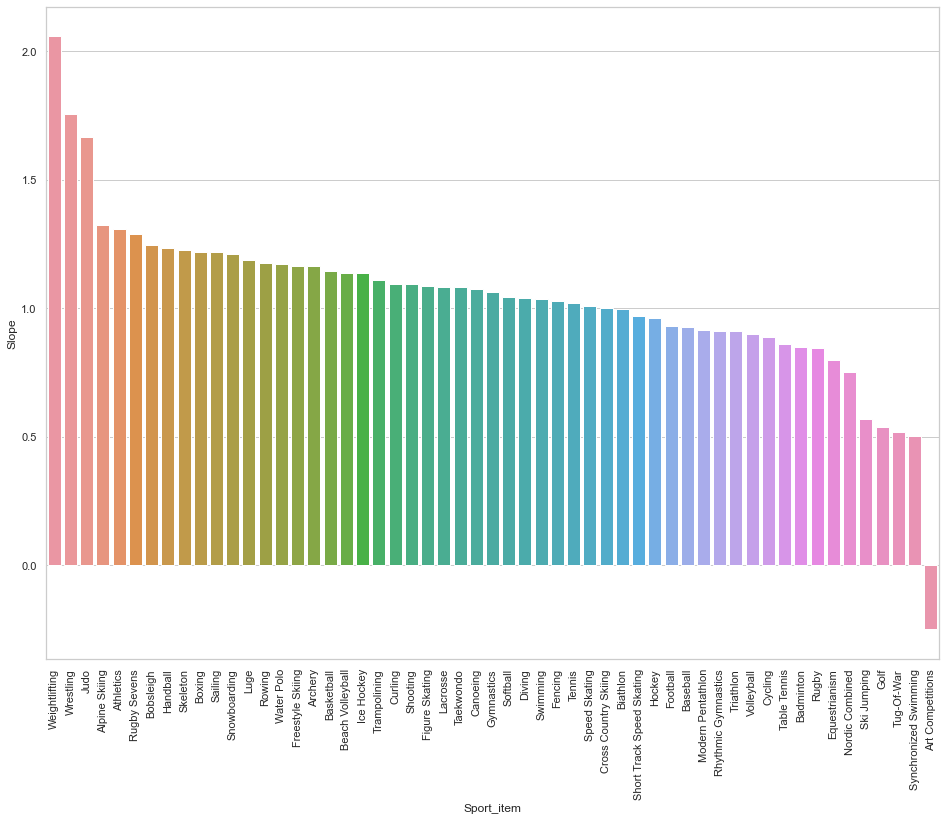 2.0
1.5
1.0
0.5
0.0
Slope
Weightlifting
Wrestling
Judo
Alpine Skiing
Athletics
Rugby Sevens
Bobsleigh
Handball
Skeleton
Boxing
Sailing
Snowboarding
Luge
Rowing
Water Polo
Freestyle Skiing
Archery
Basketball
Beach Volleyball
Ice Hockey
Trampolining
Curling
Shooting
Figure Skating
Lacrosse
Taekwondo
Canoeing
Gymnastics
Softball
Diving
Swimming
Fencing
Tennis
Speed Skating
Cross Country Skiing
Biathlon
Short Track Speed Skating
Hockey
Football
Baseball
Modern Pentathlon
Rhythmic Gymnastics
Triathlon
Volleyball
Cycling
Table Tennis
Badminton
Rugby
Equestrianism
Nordic Combined
Ski Jumping
Golf
Tug-Of-War
Synchronized Swimming
Art Competitions
Sport_item